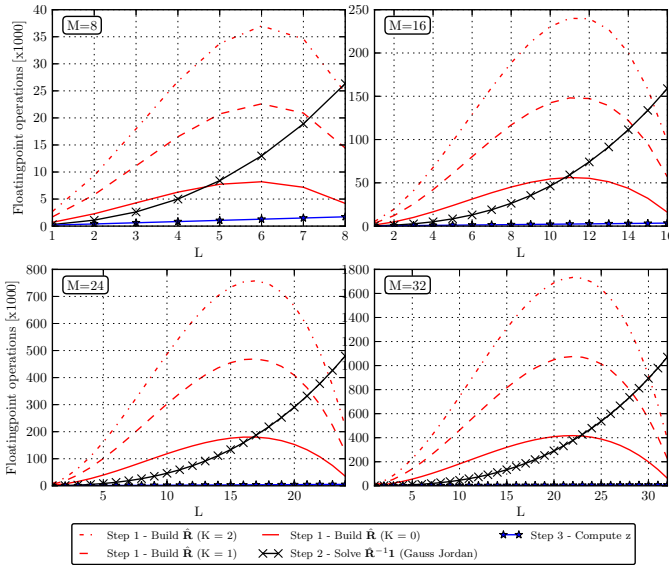 M=8
M=16
Floatingpoint operations [x1000]
40
35
30
25
20
15
10
5
0
1 2 3 4 5 6 7 8
L
250
200
150
100
50
0
2 4 6 8 10 12 14 16
L
M=24
M=32
Floatingpoint operations [x1000]
800
700
600
500
400
300
200
100
0
5 10 15 20
L
1800
1600
1400
1200
1000
800
600
400
200
0
5 10 15 20 25 30
L
Step 1 - Build R̂ (K = 2)
Step 1 - Build R̂ (K = 0)
Step 3 - Compute z
Step 1 - Build R̂ (K = 1)
Step 2 - Solve R̂⁻¹1 (Gauss Jordan)